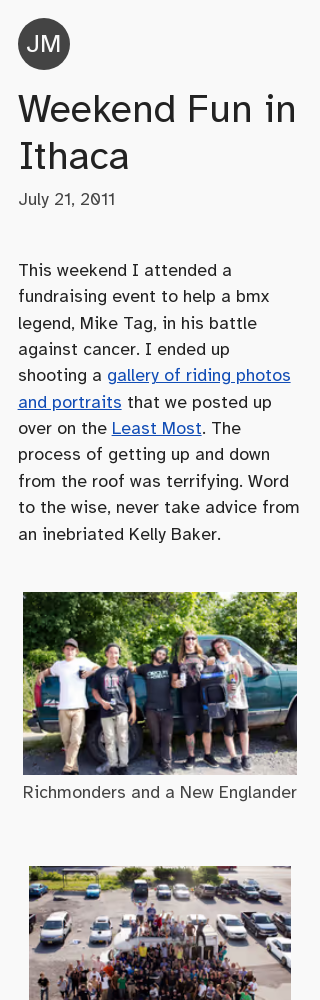 JM
Weekend Fun in
Ithaca
July 21, 2011
This weekend I attended a
fundraising event to help a bmx
legend, Mike Tag, in his battle
against cancer. I ended up
shooting a gallery of riding photos
and portraits that we posted up
over on the Least Most. The
process of getting up and down
from the roof was terrifying. Word
to the wise, never take advice from
an inebriated Kelly Baker.
Richmonders and a New Englander